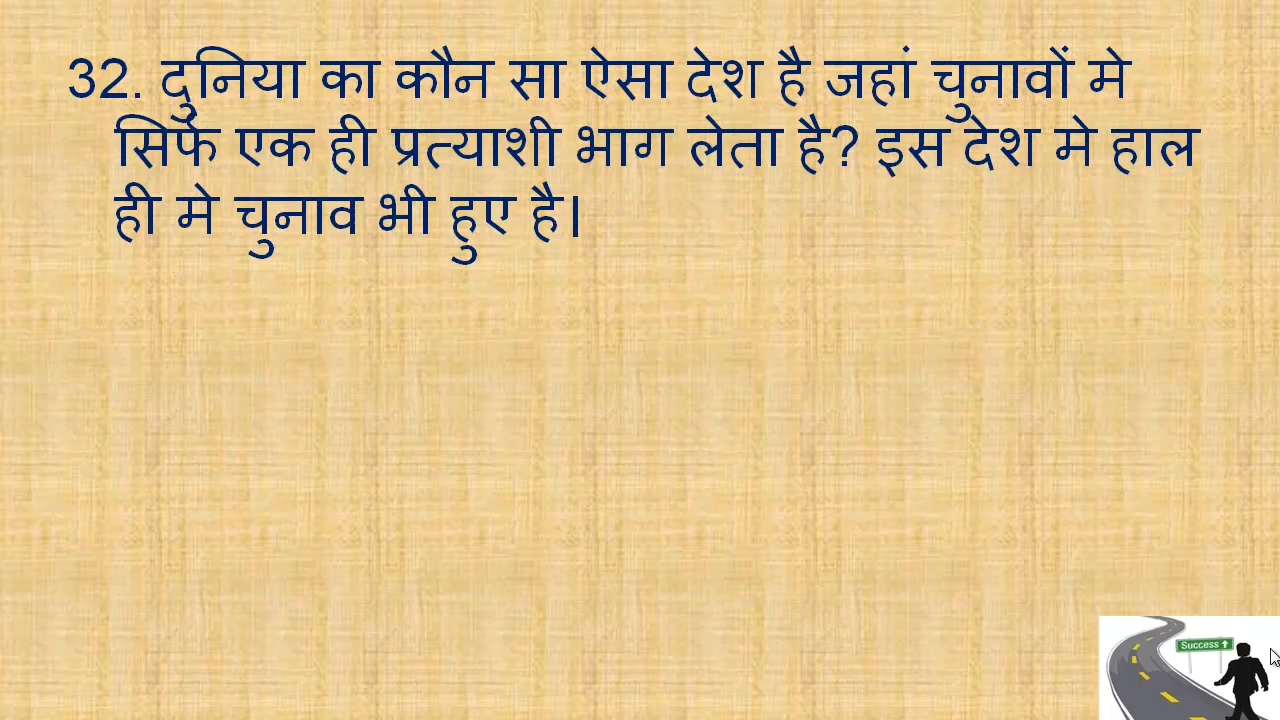 32. दुनिया का कौन सा ऐसा देश है जहां चुनावों मे
सिर्फ एक ही प्रत्याशी भाग लेता है? इस देश मे हाल
ही मे चुनाव भी हुए है।
Success